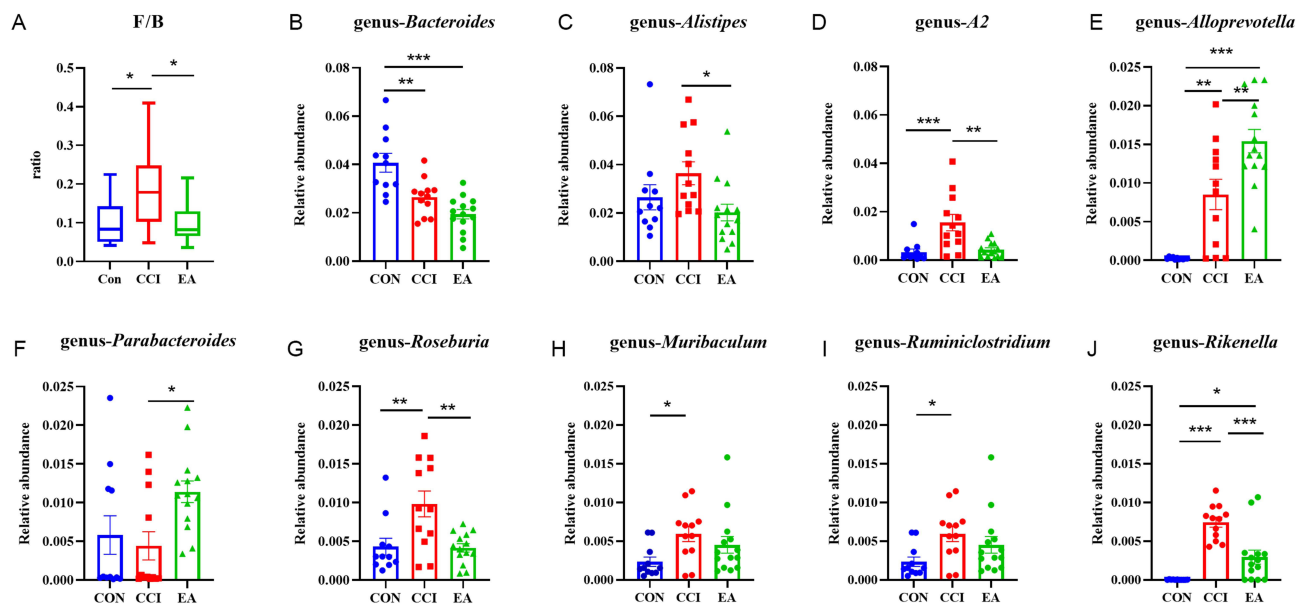 A
F/B
ratio
0.5
0.4
0.3
0.2
0.1
0.0
*
*
Con
CCI
EA
B
genus-Bacteroides
Relative abundance
0.08
0.06
0.04
0.02
0.00
***
**
CON
CCI
EA
C
genus-Alistipes
Relative abundance
0.08
0.06
0.04
0.02
0.00
*
CON
CCI
EA
D
genus-A2
Relative abundance
0.08
0.06
0.04
0.02
0.00
***
**
CON
CCI
EA
E
genus-Alloprevotella
Relative abundance
0.025
0.020
0.015
0.010
0.005
0.000
***
**
**
CON
CCI
EA
F
genus-Parabacteroides
Relative abundance
0.025
0.020
0.015
0.010
0.005
0.000
*
CON
CCI
EA
G
genus-Roseburia
Relative abundance
0.025
0.020
0.015
0.010
0.005
0.000
**
**
CON
CCI
EA
H
genus-Muribaculum
Relative abundance
0.025
0.020
0.015
0.010
0.005
0.000
*
CON
CCI
EA
I
genus-Ruminiclostridium
Relative abundance
0.025
0.020
0.015
0.010
0.005
0.000
*
CON
CCI
EA
J
genus-Rikenella
Relative abundance
0.025
0.020
0.015
0.010
0.005
0.000
*
***
***
CON
CCI
EA